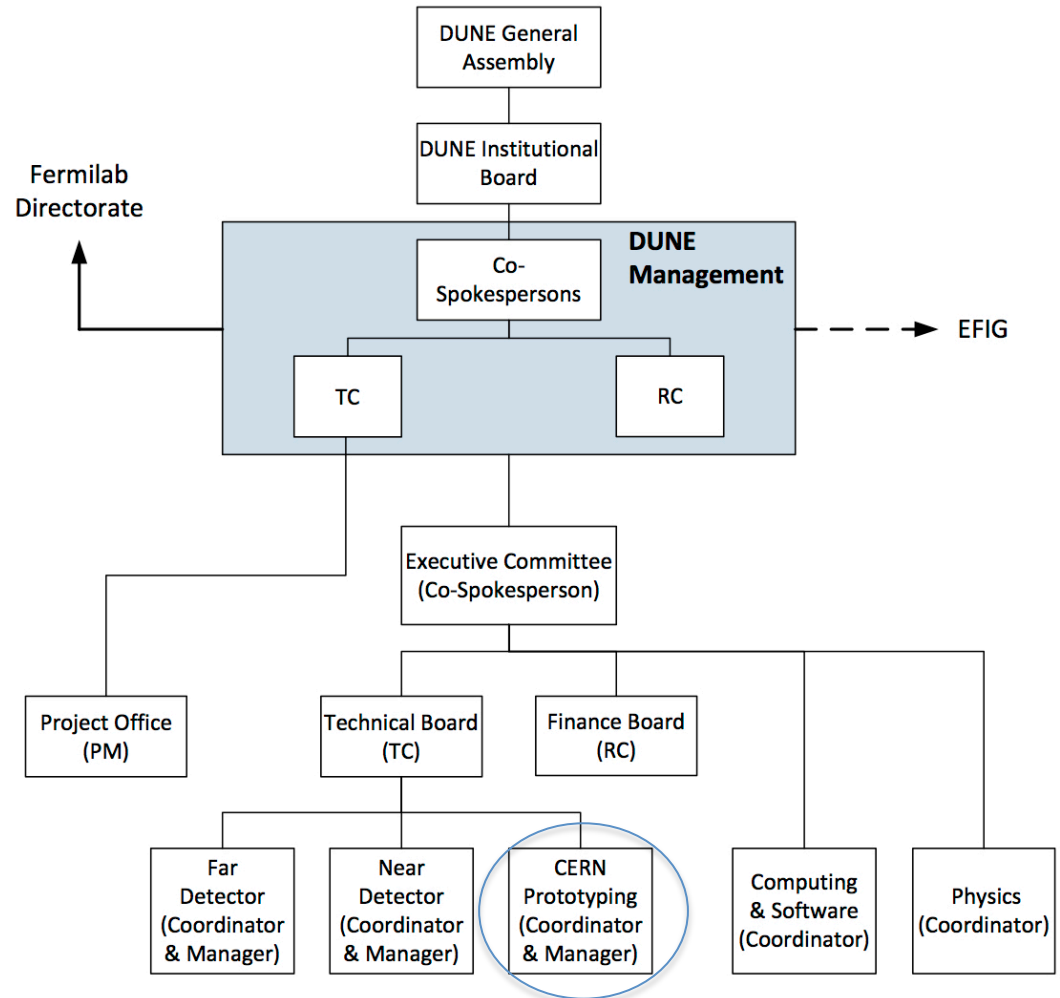 DUNE General
Assembly
DUNE Institutional
Board
Fermilab
Directorate
DUNE
Management
Co-
Spokespersons
EFIG
TC
RC
Executive Committee
(Co-Spokesperson)
Project Office
(PM)
Technical Board
(TC)
Finance Board
(RC)
Far
Detector
(Coordinator
& Manager)
Near
Detector
(Coordinator
& Manager)
CERN
Prototyping
(Coordinator
& Manager)
Computing
& Software
(Coordinator)
Physics
(Coordinator)